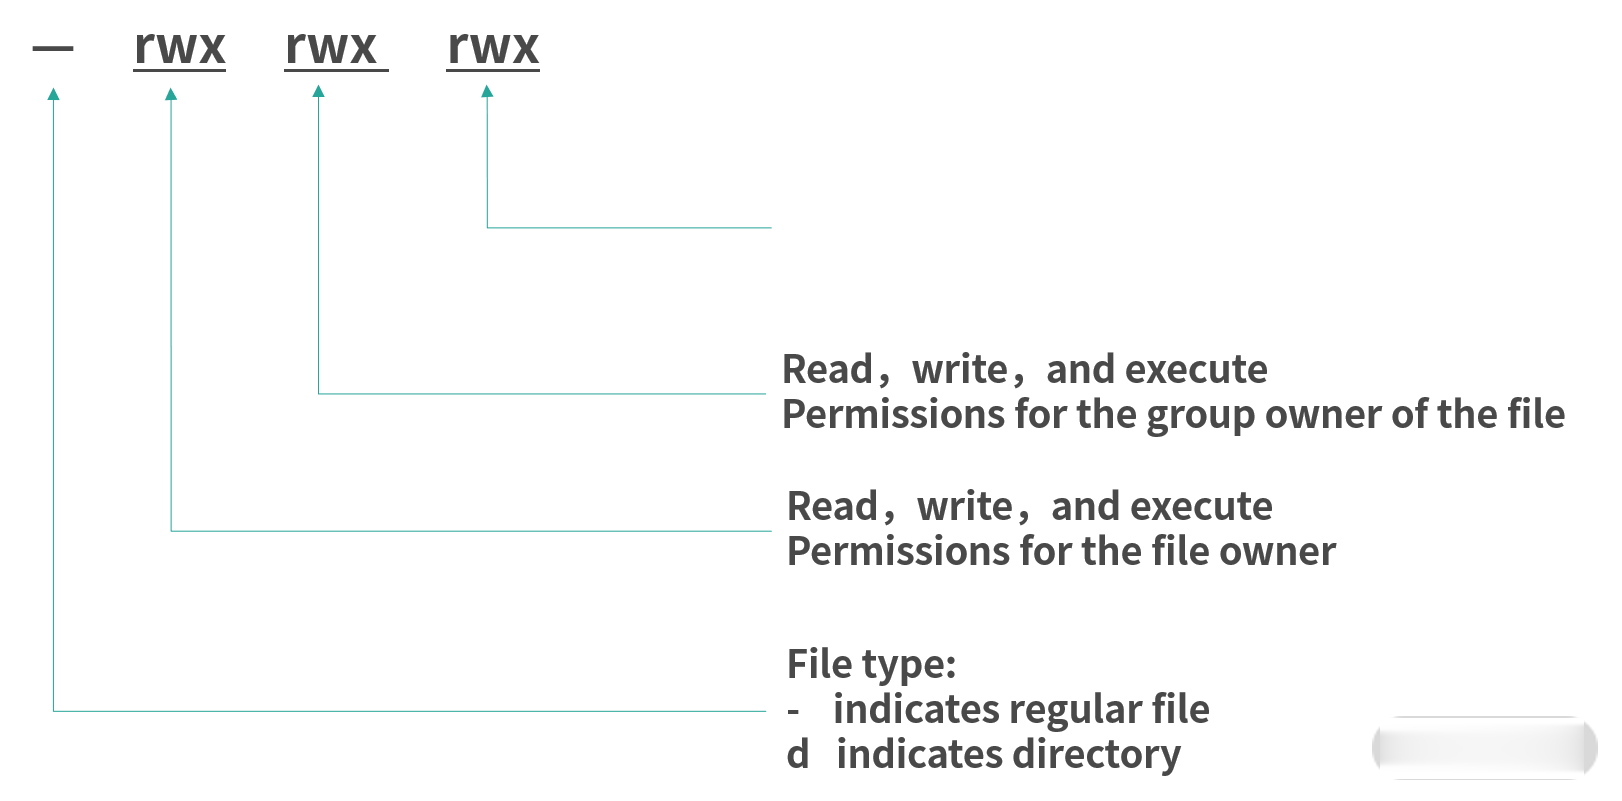 — rwx rwx rwx
Read，write，and execute
Permissions for the group owner of the file
Read，write，and execute
Permissions for the file owner
File type:
- indicates regular file
d indicates directory